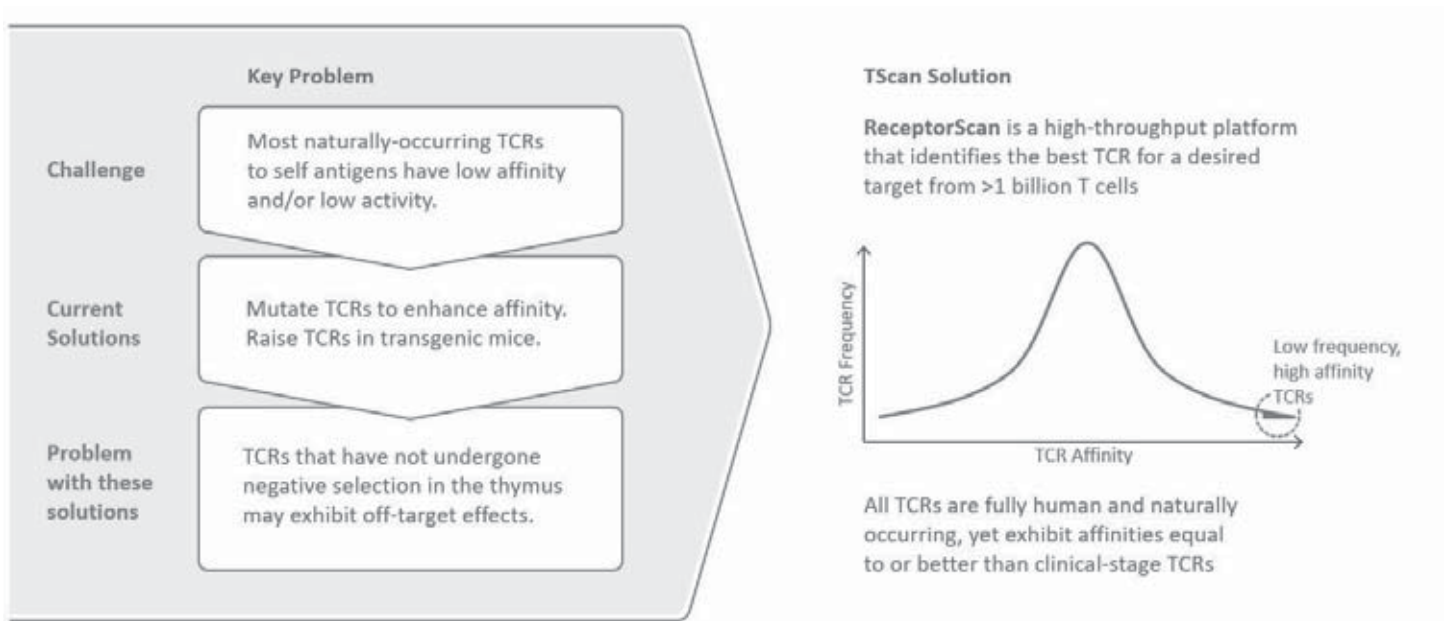 Key Problem
Challenge
Most naturally-occurring TCRs
to self antigens have low affinity
and/or low activity.
Current
Solutions
Mutate TCRs to enhance affinity.
Raise TCRs in transgenic mice.
Problem
with these
solutions
TCRs that have not undergone
negative selection in the thymus
may exhibit off-target effects.
TScan Solution
ReceptorScan is a high-throughput platform
that identifies the best TCR for a desired
target from >1 billion T cells
TCR Frequency
Low frequency,
high affinity
TCRs
TCR Affinity
All TCRs are fully human and naturally
occurring, yet exhibit affinities equal
to or better than clinical-stage TCRs